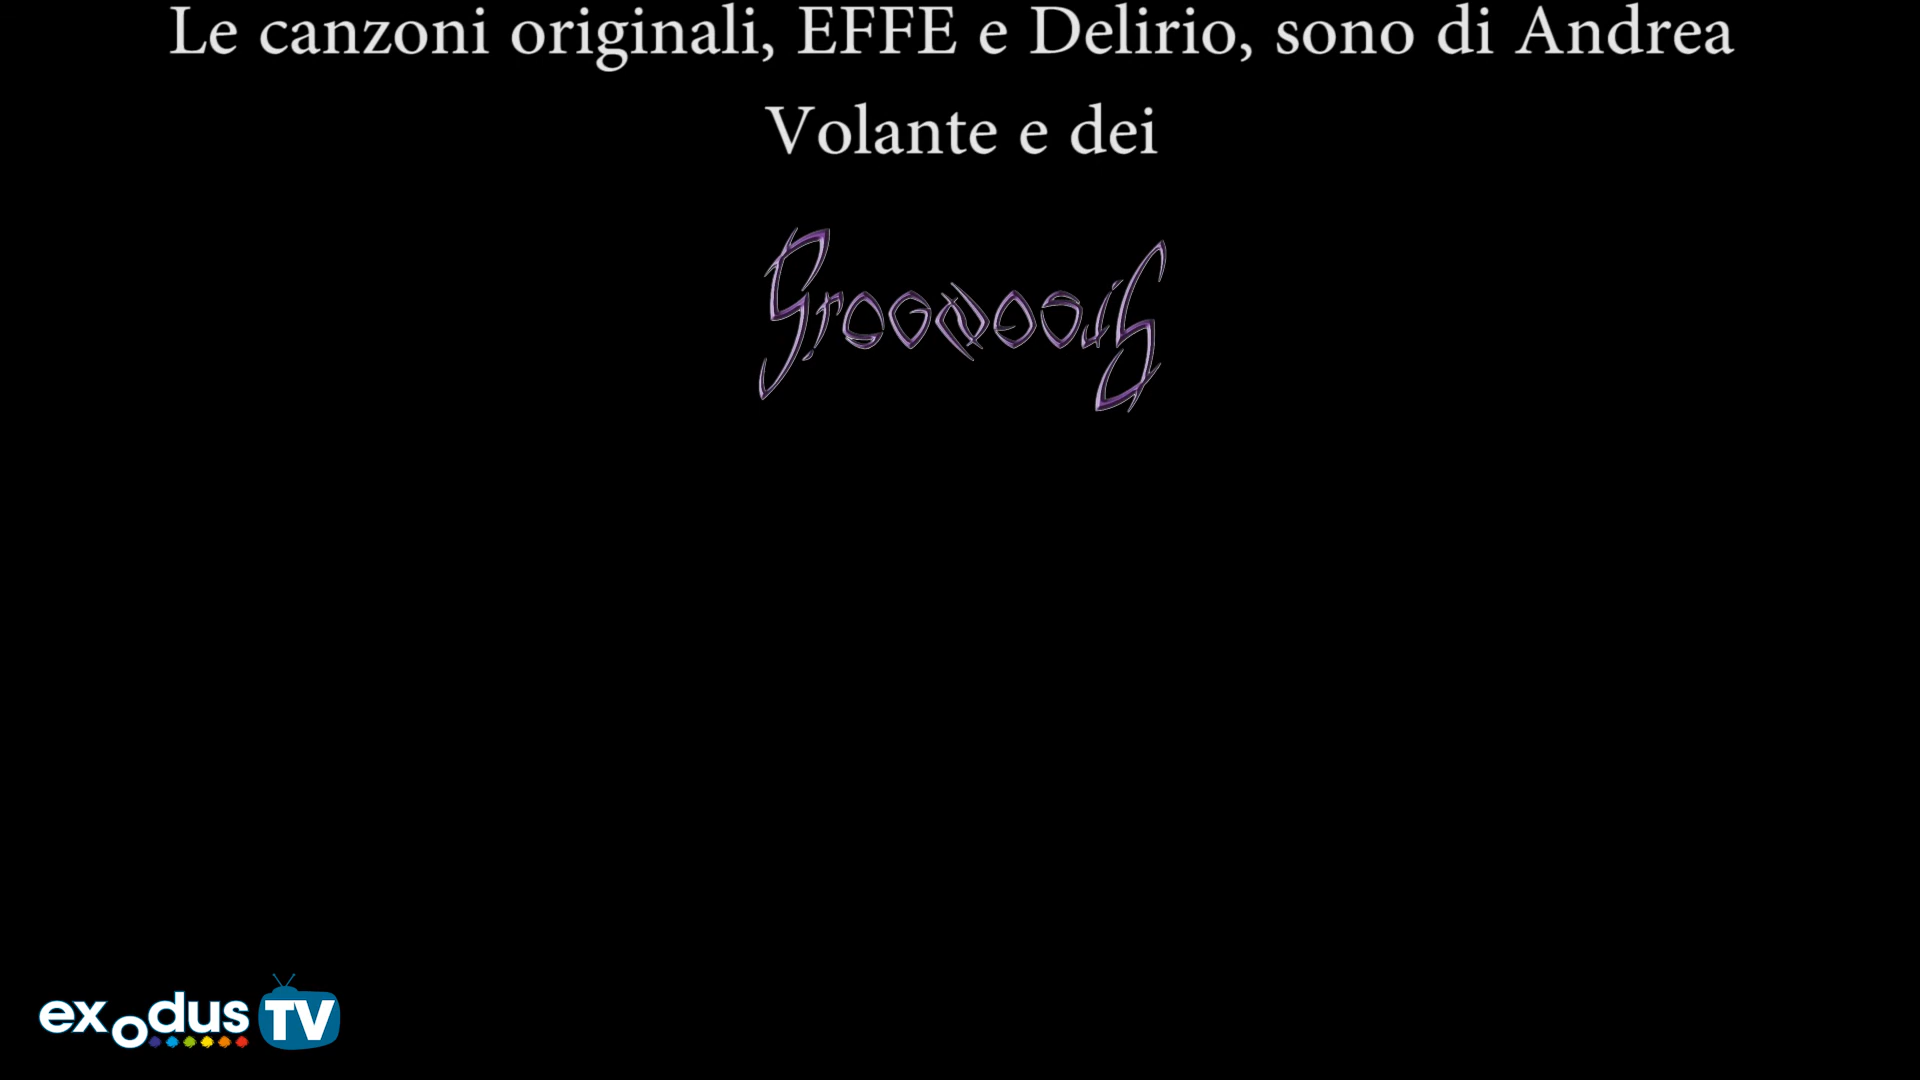 Le canzoni originali, EFFE e Delirio, sono di Andrea
Volante e dei
exodus TV